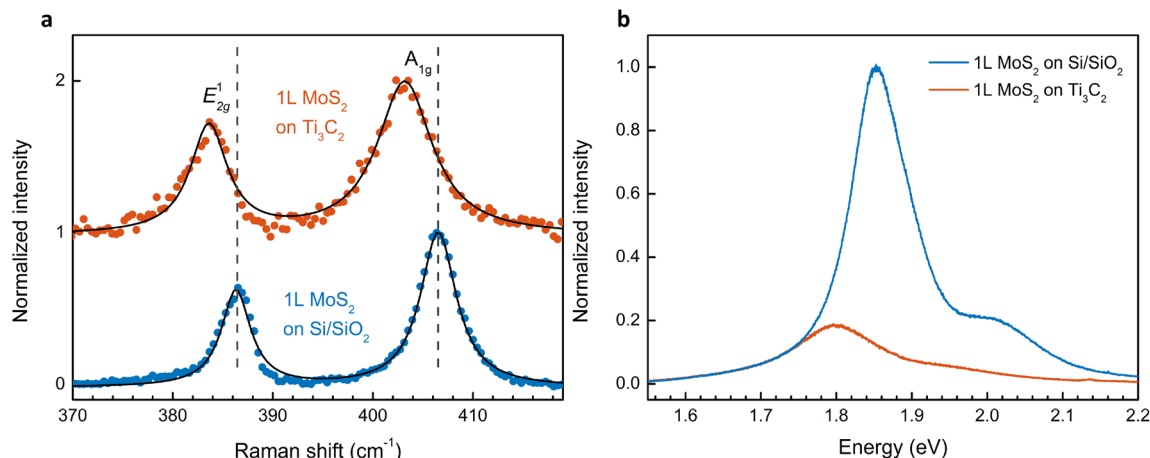 a
b
Normalized intensity
2
1
0
E¹₂g
A₁g
1L MoS₂
on Ti₃C₂
1L MoS₂
on Si/SiO₂
370
380
390
400
410
Raman shift (cm⁻¹)
Normalized intensity
1.0
0.8
0.6
0.4
0.2
0.0
1L MoS₂ on Si/SiO₂
1L MoS₂ on Ti₃C₂
1.6
1.7
1.8
1.9
2.0
2.1
2.2
Energy (eV)